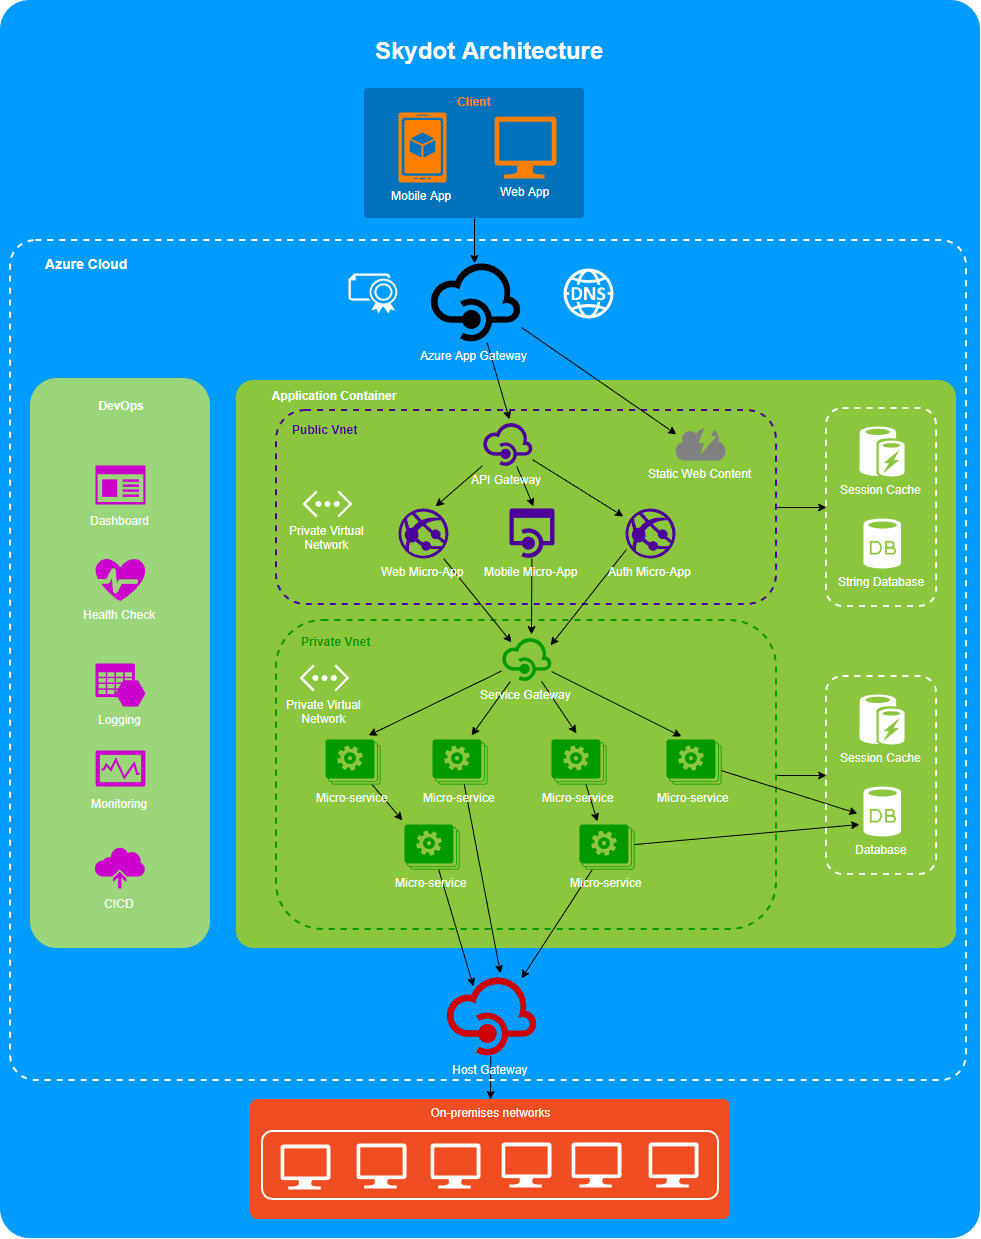 Skydot Architecture
Client
Mobile App
Web App
Azure Cloud
DNS
Azure App Gateway
DevOps
Dashboard
Health Check
Logging
Monitoring
CICD
Application Container
Public Vnet
API Gateway
Static Web Content
Private Virtual
Network
Web Micro-App
Mobile Micro-App
Auth Micro-App
Session Cache
DB
String Database
Private Vnet
Private Virtual
Network
Service Gateway
Micro-service
Micro-service
Micro-service
Micro-service
Micro-service
Micro-service
Session Cache
DB
Database
Host Gateway
On-premises networks